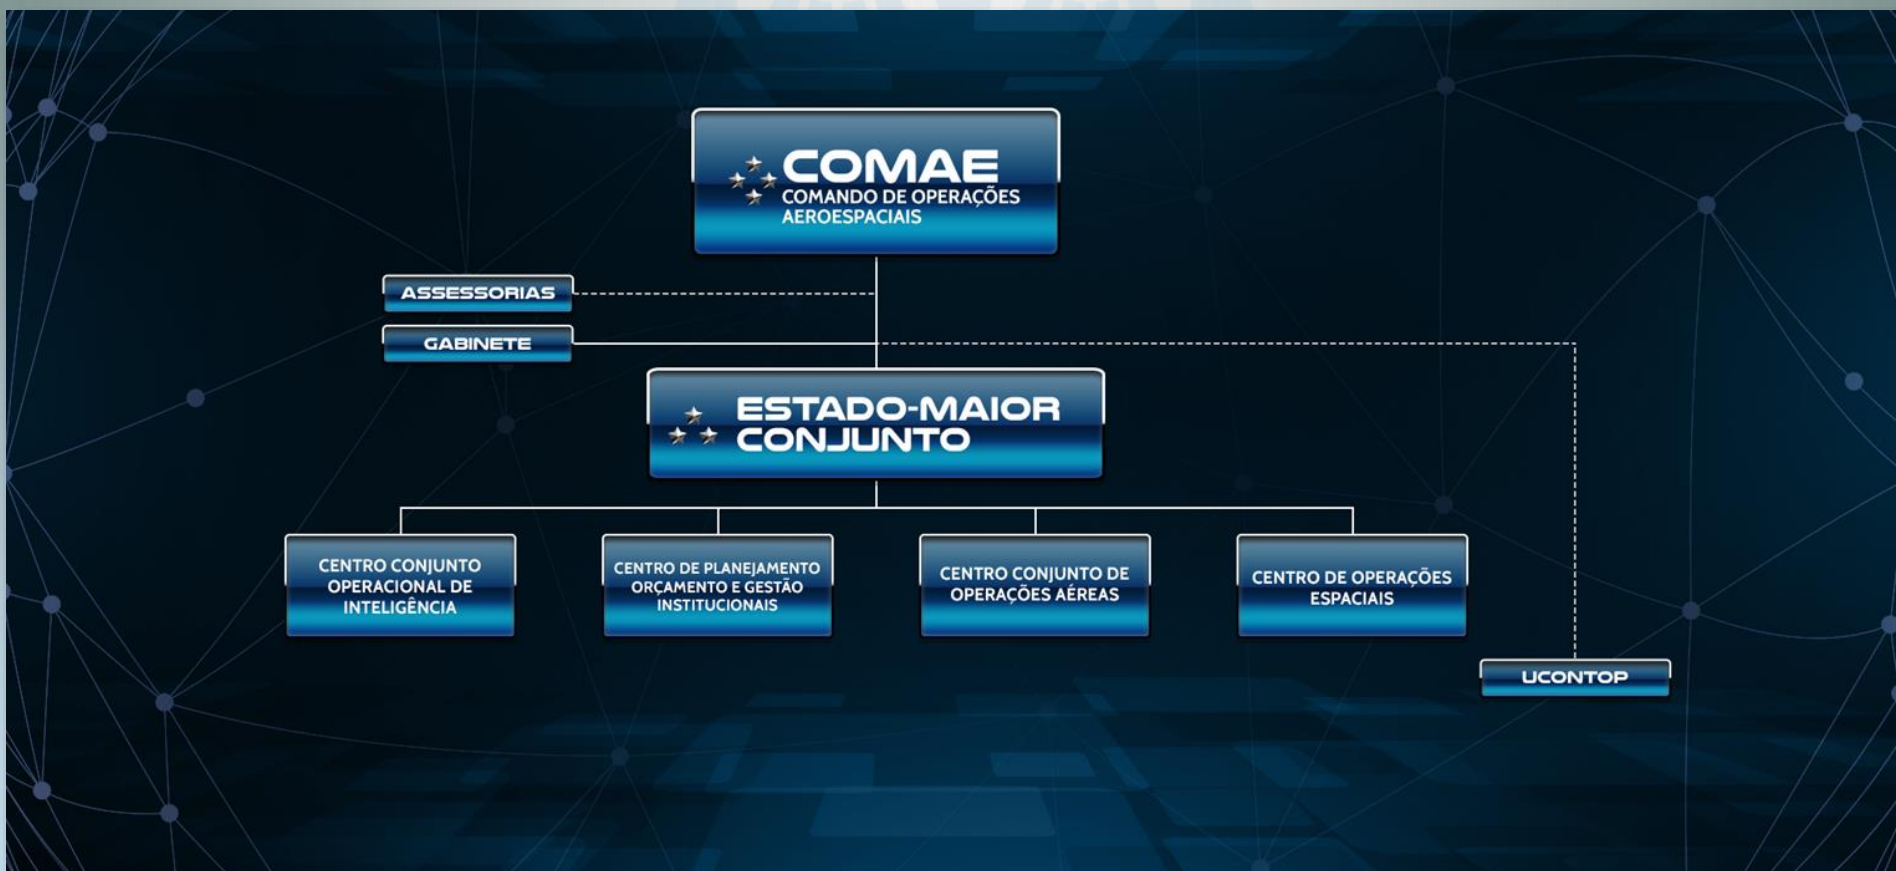 COMAE
COMANDO DE OPERAÇÕES
AEROESPACIAIS
ASSESSORIAS
GABINETE
ESTADO-MAIOR
CONJUNTO
CENTRO CONJUNTO
OPERACIONAL DE
INTELIGÊNCIA
CENTRO DE PLANEJAMENTO
ORÇAMENTO E GESTÃO
INSTITUCIONAIS
CENTRO CONJUNTO DE
OPERAÇÕES AÉREAS
CENTRO DE OPERAÇÕES
ESPACIAIS
UCONTOP